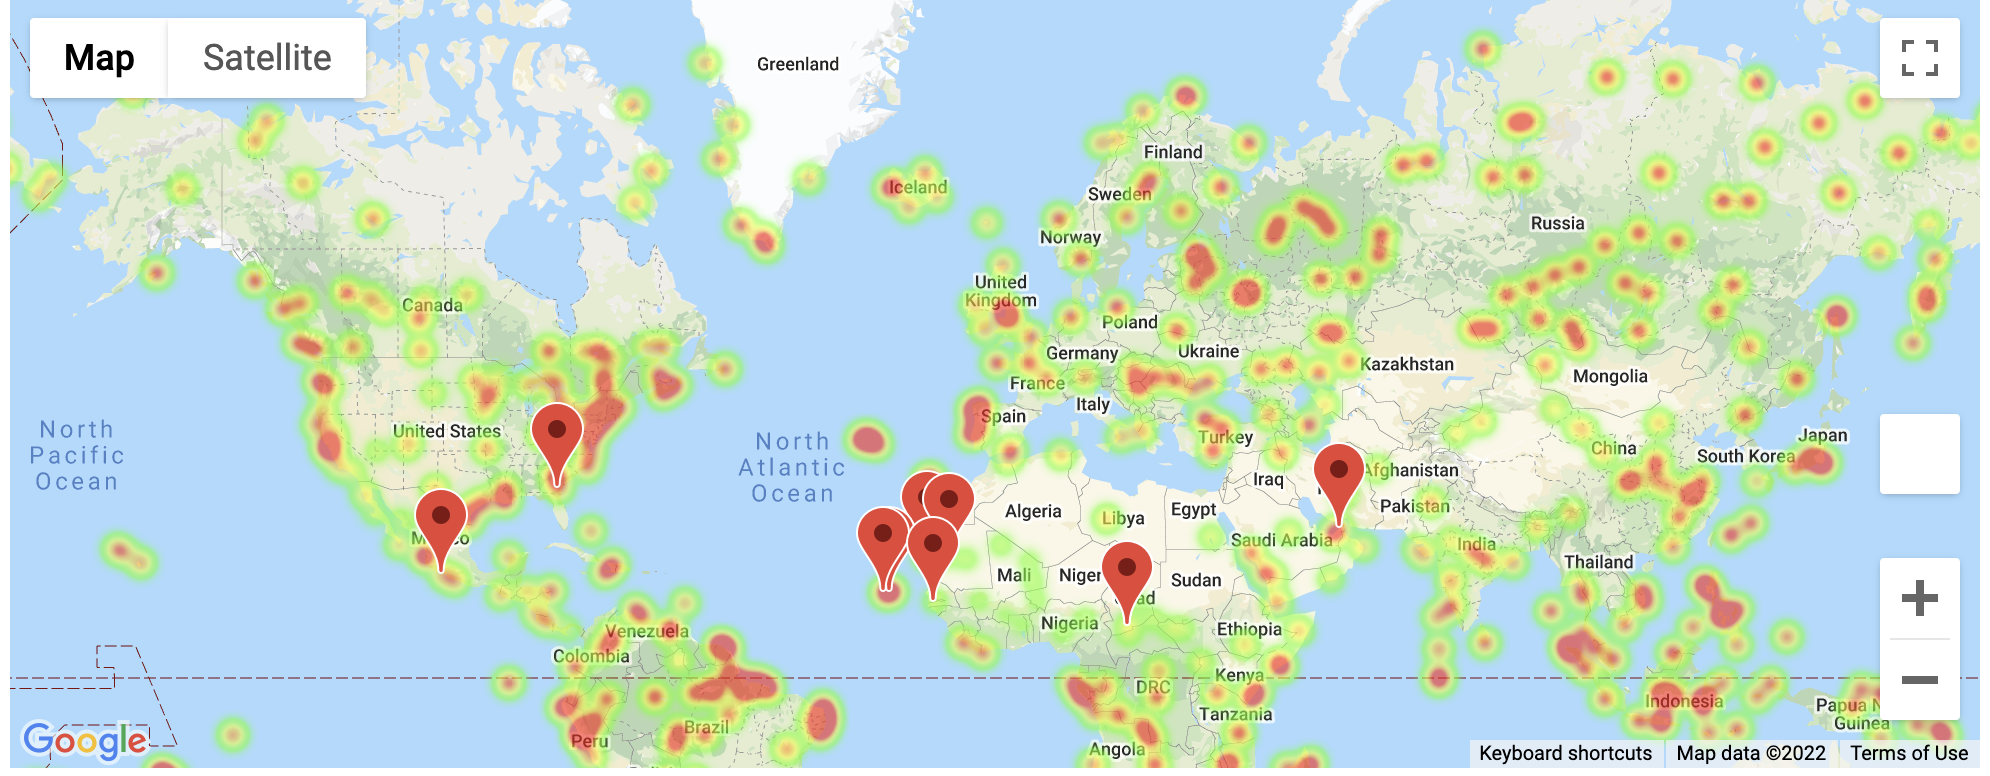 Map
Satellite
Greenland
Finland
Iceland
Sweden
Russia
Norway
United
Kingdom
Canada
Poland
Ukraine
Germany
Kazakhstan
Mongolia
France
Italy
Spain
United States
North
Pacific
Ocean
North
Atlantic
Ocean
Turkey
Japan
China
South Korea
Afghanistan
Iraq
Pakistan
Algeria
Libya
Egypt
Saudi Arabia
India
Thailand
Mali
Niger
Sudan
Nigeria
Ethiopia
Venezuela
Colombia
Kenya
DRC
Tanzania
Indonesia
Papua N
Guinea
Brazil
Peru
Angola
Google
Keyboard shortcuts
Map data ©2022
Terms of Use